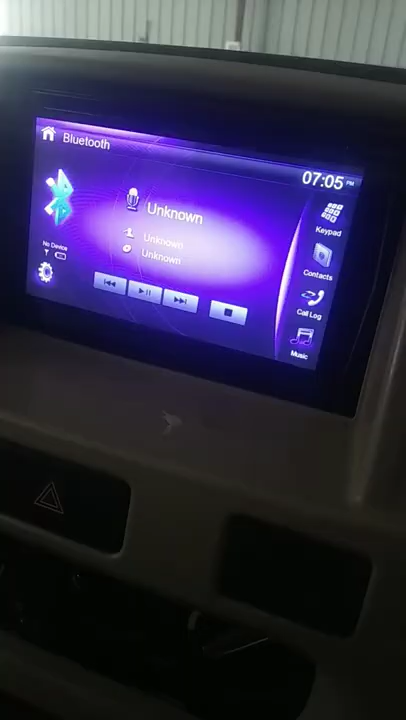 Bluetooth
07:05 PM
Unknown
Unknown
Unknown
No Device
Keypad
Contacts
Call Log
Music